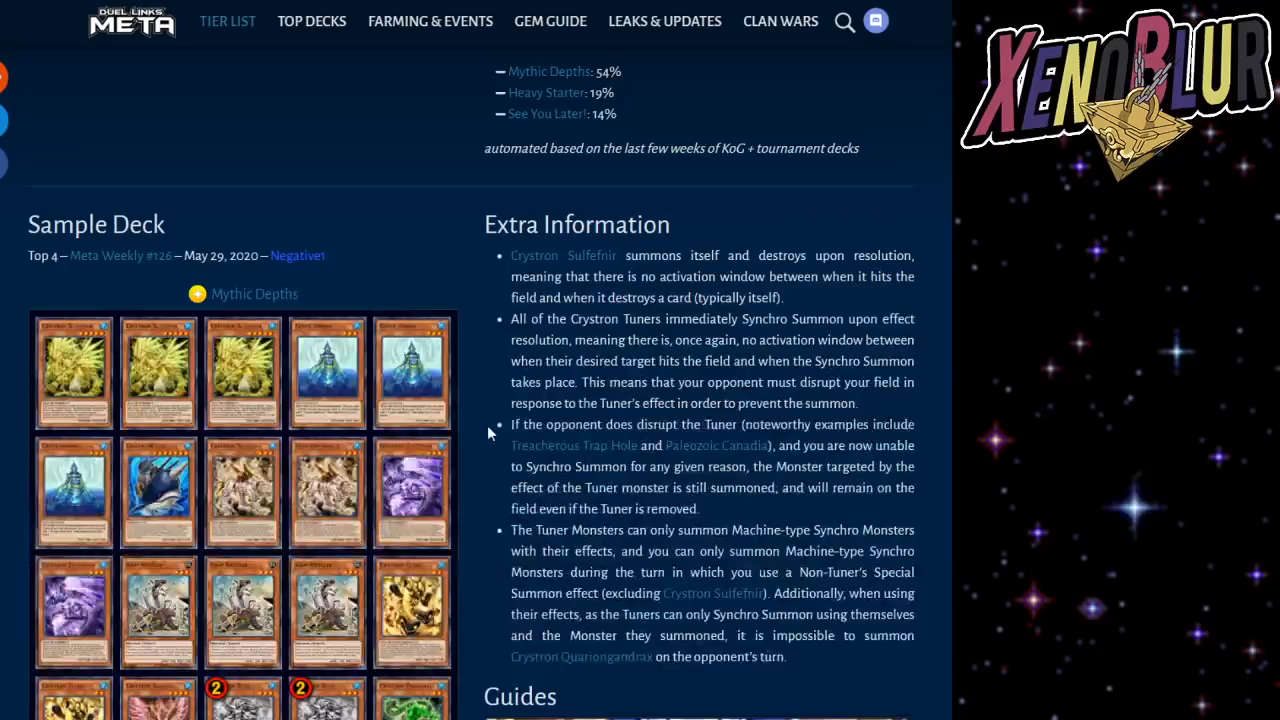 DUEL LINKS
META
TIER LIST
TOP DECKS
FARMING & EVENTS
GEM GUIDE
LEAKS & UPDATES
CLAN WARS
XENOBLUR
– Mythic Depths: 54%
– Heavy Starter: 19%
– See You Later!: 14%
automated based on the last few weeks of KoG + tournament decks
Sample Deck
Top 4 – Meta Weekly #126 – May 29, 2020 – Negative1
Mythic Depths
2
2
Extra Information
• Crystron Sulfefnir summons itself and destroys upon resolution,
meaning that there is no activation window between when it hits the
field and when it destroys a card (typically itself).
• All of the Crystron Tuners immediately Synchro Summon upon effect
resolution, meaning there is, once again, no activation window between
when their desired target hits the field and when the Synchro Summon
takes place. This means that your opponent must disrupt your field in
response to the Tuner's effect in order to prevent the summon.
• If the opponent does disrupt the Tuner (noteworthy examples include
Treacherous Trap Hole and Paleozoic Canadia), and you are now unable
to Synchro Summon for any given reason, the Monster targeted by the
effect of the Tuner monster is still summoned, and will remain on the
field even if the Tuner is removed.
• The Tuner Monsters can only summon Machine-type Synchro Monsters
with their effects, and you can only summon Machine-type Synchro
Monsters during the turn in which you use a Non-Tuner's Special
Summon effect (excluding Crystron Sulfefnir). Additionally, when using
their effects, as the Tuners can only Synchro Summon using themselves
and the Monster they summoned, it is impossible to summon
Crystron Quariongandrax on the opponent's turn.
Guides